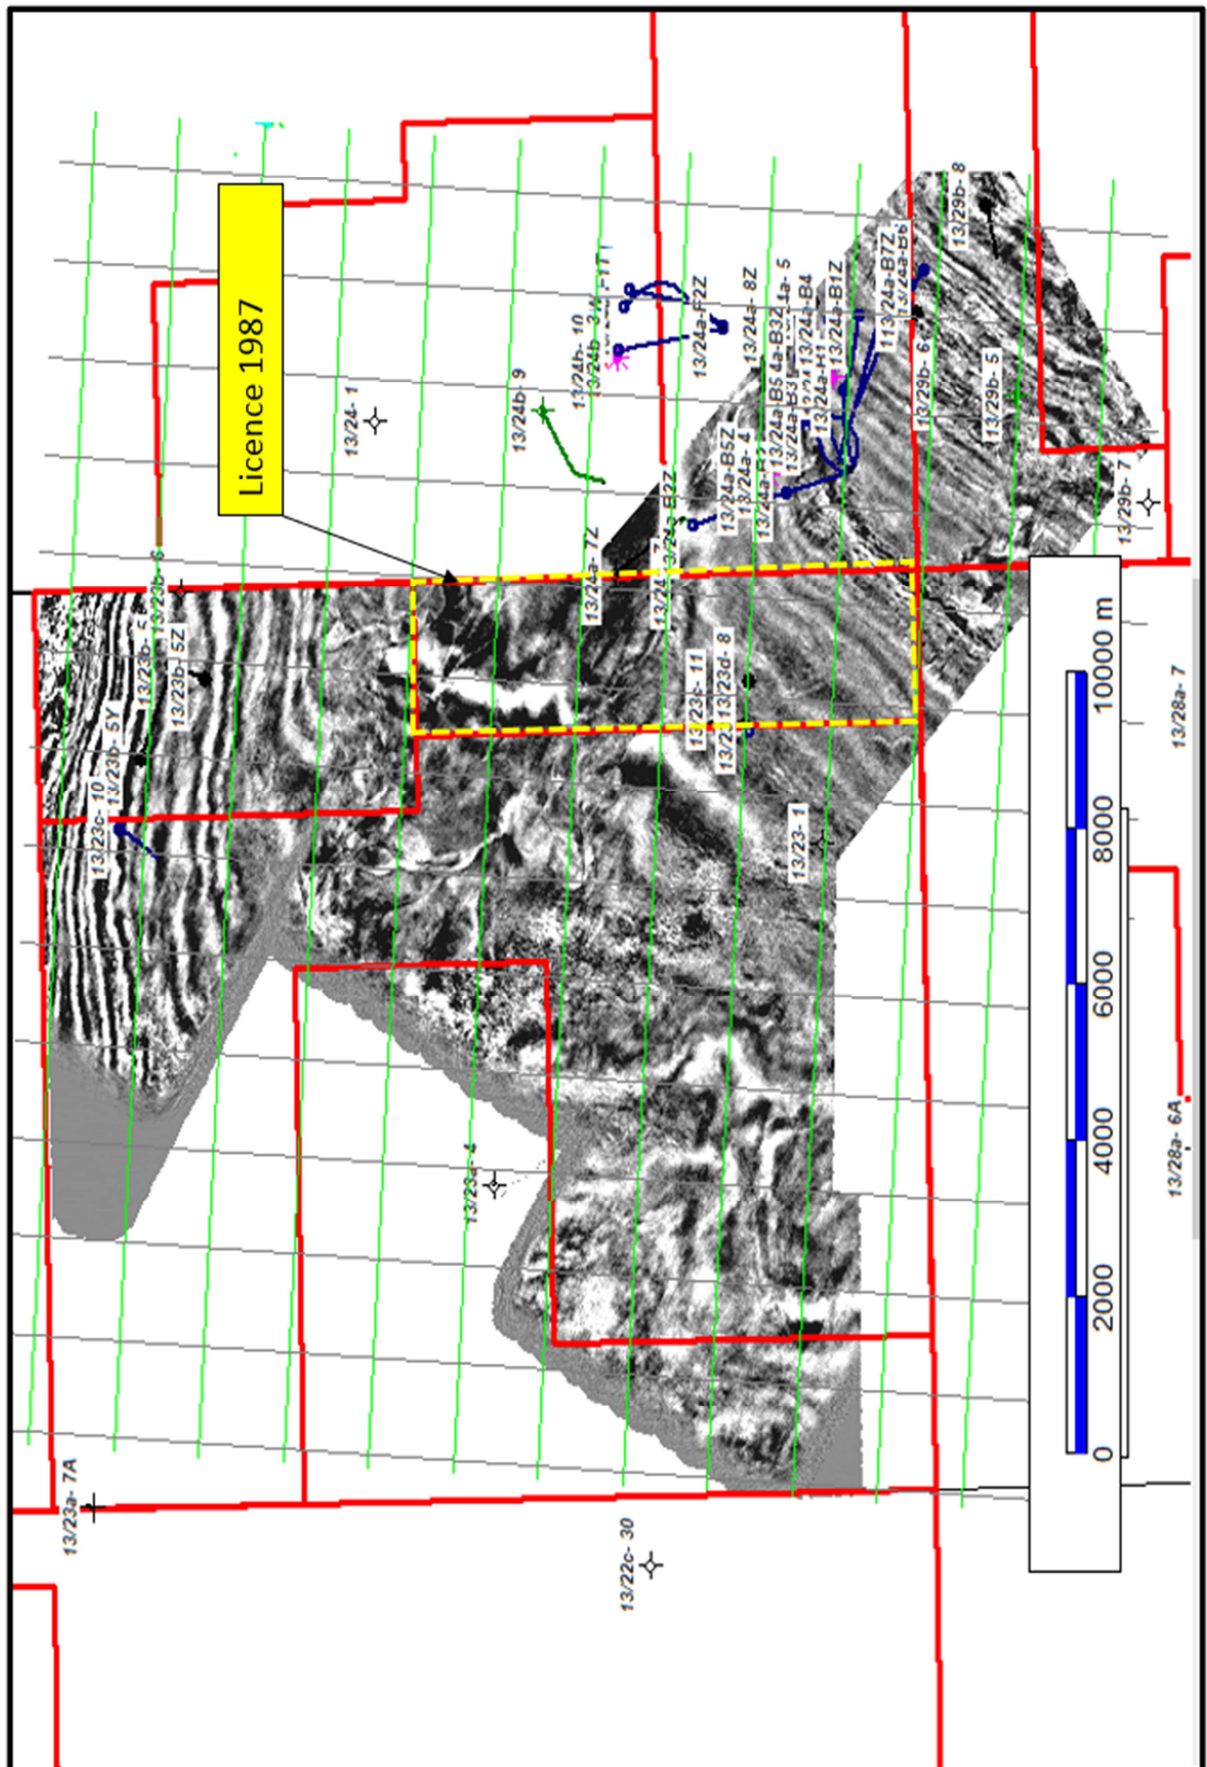 Licence 1987
13/24- 1
13/24b- 9
13/24b- 10
13/24a-F2Z
13/24a- 8Z
13/24a-B4
13/24a-B1Z
13/29b- 8
13/29b- 6
13/29b- 5
13/29b- 7
13/24a-B5Z
13/24a- 4
13/24a- 7Z
13/23b- 5Z
13/23b- 5Y
13/23c- 10
13/23c- 11
13/23d- 8
13/23- 1
13/23a- 4
13/23a- 7A
13/22c- 30
13/28a- 7
13/28a- 6A
0
2000
4000
6000
8000
10000 m